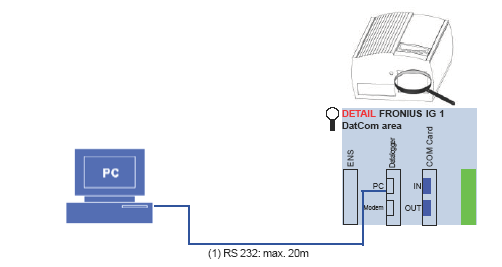 DETAIL FRONIUS IG 1
DatCom area
ENS
Datalogger
COM Card
PC
PC
IN
Modem
OUT
(1) RS 232: max. 20m